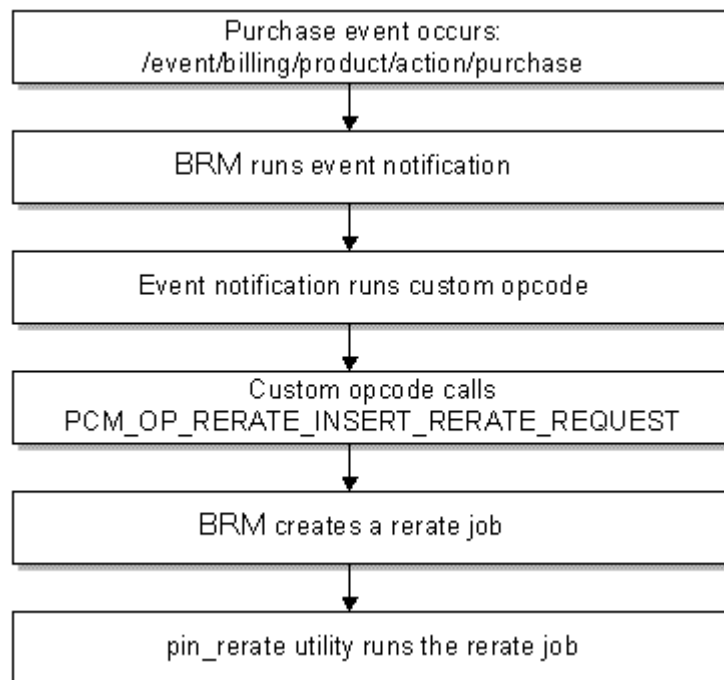 Purchase event occurs:
/event/billing/product/action/purchase
BRM runs event notification
Event notification runs custom opcode
Custom opcode calls
PCM_OP_RERATE_INSERT_RERATE_REQUEST
BRM creates a rerate job
pin_rerate utility runs the rerate job